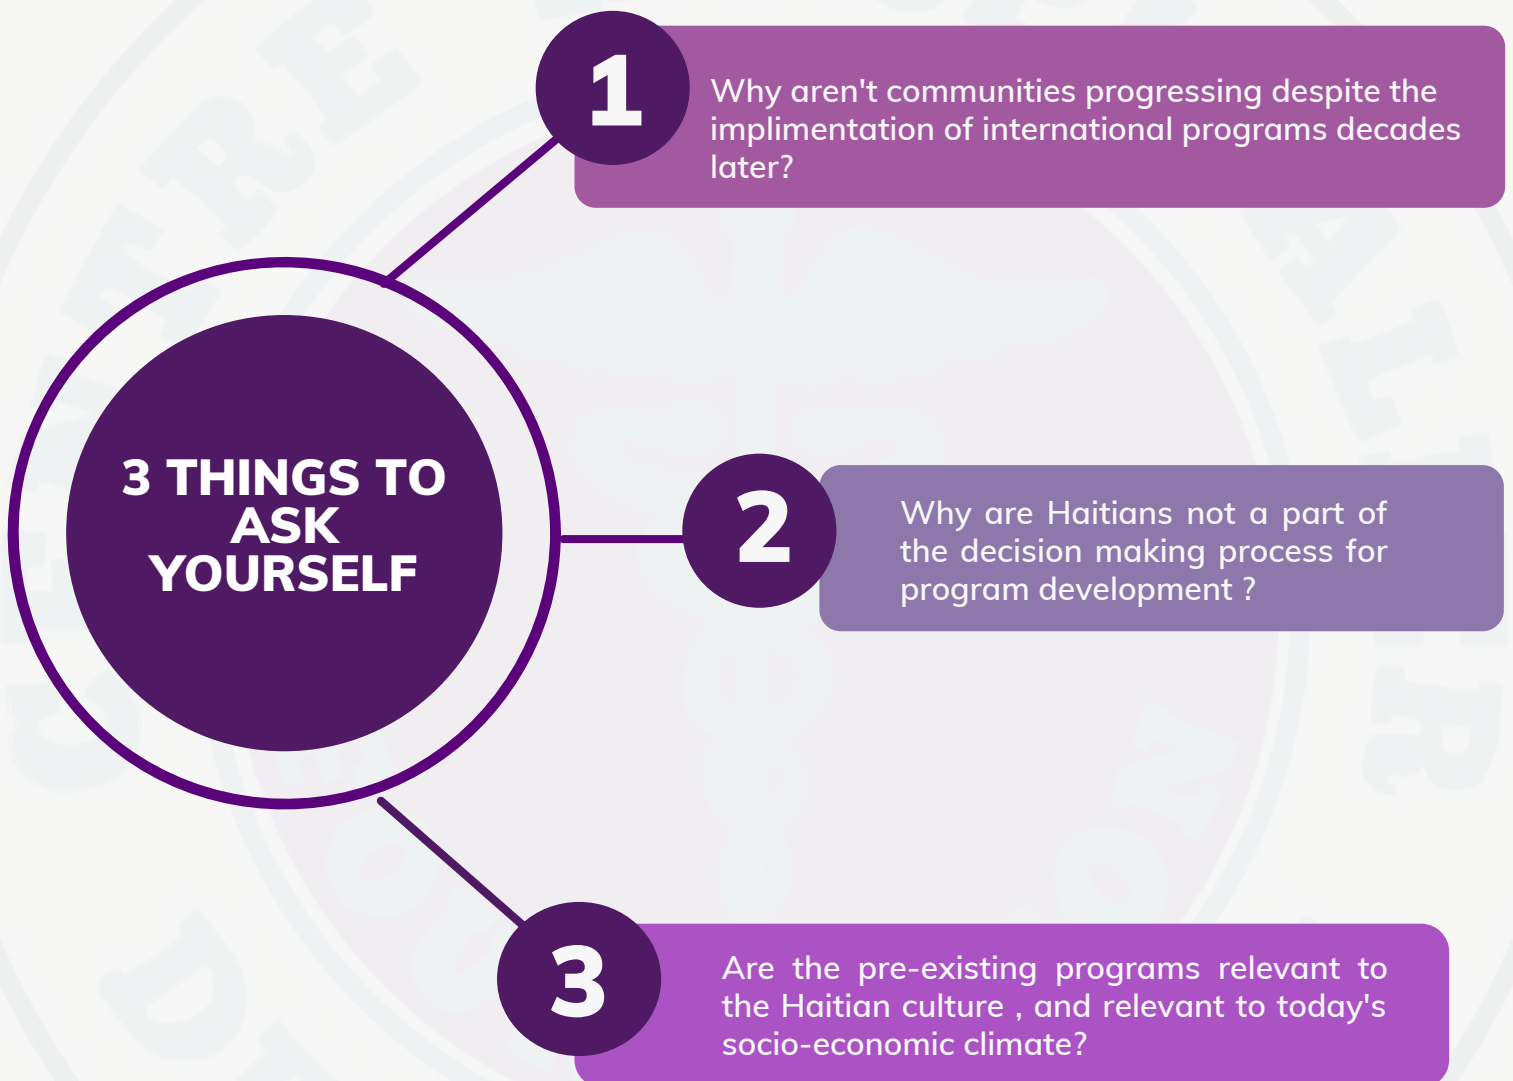 1
Why aren't communities progressing despite the
implimentation of international programs decades
later?
3 THINGS TO
ASK
YOURSELF
2
Why are Haitians not a part of
the decision making process for
program development ?
3
Are the pre-existing programs relevant to
the Haitian culture , and relevant to today's
socio-economic climate?